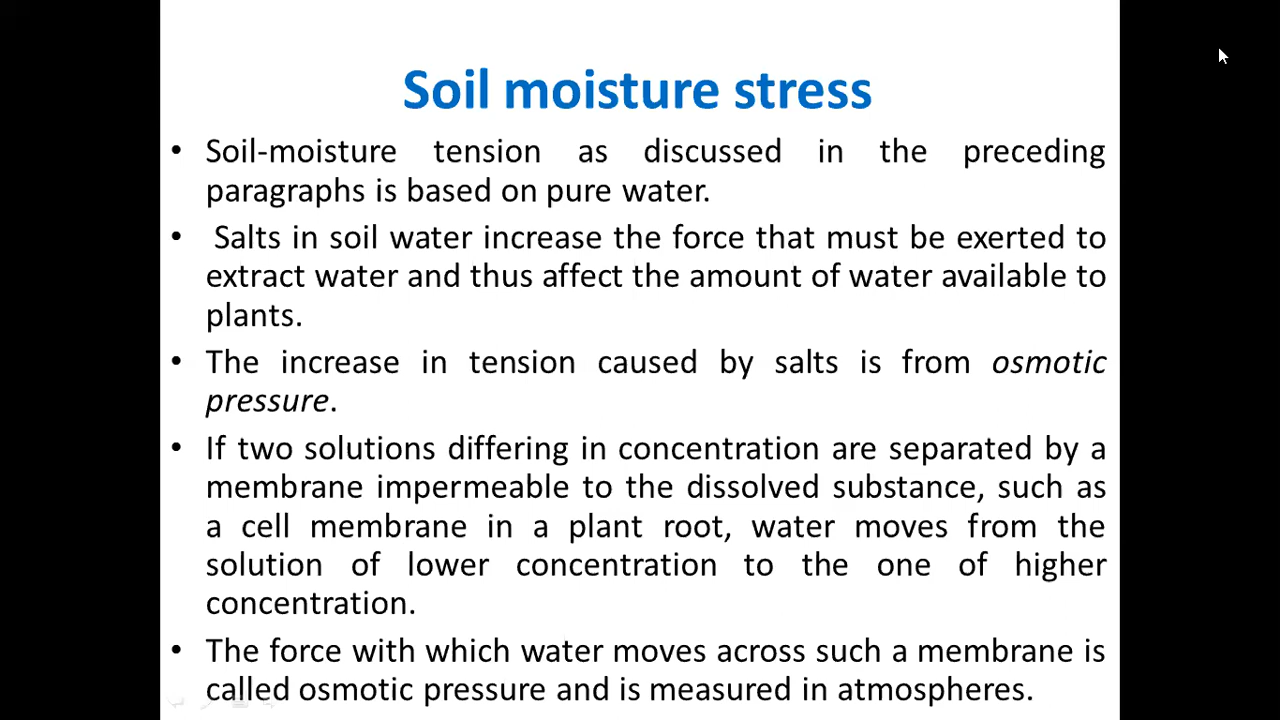 Soil moisture stress
• Soil-moisture tension as discussed in the preceding
paragraphs is based on pure water.
• Salts in soil water increase the force that must be exerted to
extract water and thus affect the amount of water available to
plants.
• The increase in tension caused by salts is from osmotic
pressure.
• If two solutions differing in concentration are separated by a
membrane impermeable to the dissolved substance, such as
a cell membrane in a plant root, water moves from the
solution of lower concentration to the one of higher
concentration.
• The force with which water moves across such a membrane is
called osmotic pressure and is measured in atmospheres.